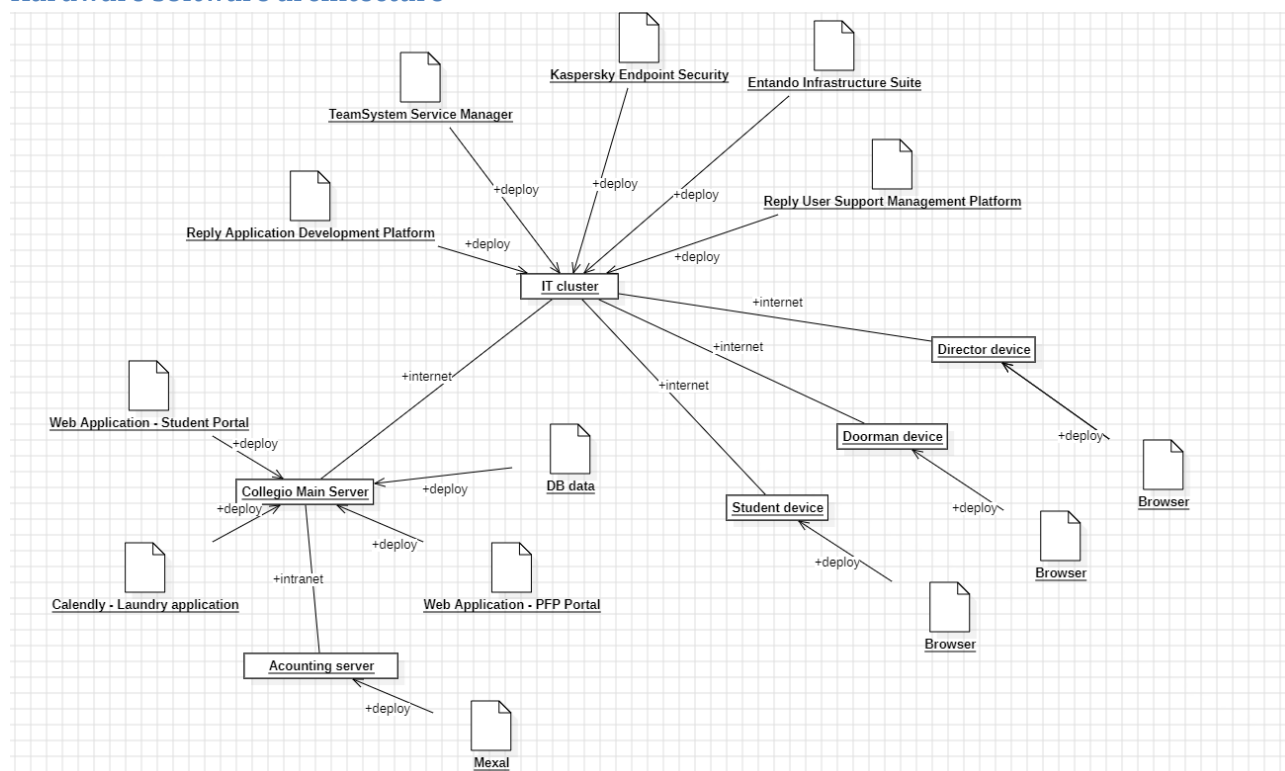 Hardware software architecture
Kaspersky Endpoint Security
Entando Infrastructure Suite
TeamSystem Service Manager
+deploy
+deploy
+deploy
Reply User Support Management Platform
Reply Application Development Platform
+deploy
+deploy
IT cluster
+internet
+internet
Director device
+internet
+internet
Web Application - Student Portal
+deploy
Doorman device
+deploy
DB data
+deploy
Collegio Main Server
Browser
+deploy
Student device
+deploy
+deploy
+deploy
Browser
+intranet
Calendly - Laundry application
Web Application - PFP Portal
Browser
Acounting server
+deploy
Mexal